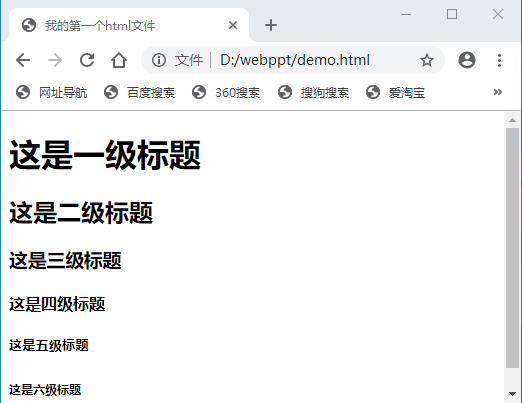 我的第一个html文件
文件 D:/webppt/demo.html
网址导航 百度搜索 360搜索 搜狗搜索 爱淘宝 »
这是一级标题
这是二级标题
这是三级标题
这是四级标题
这是五级标题
这是六级标题